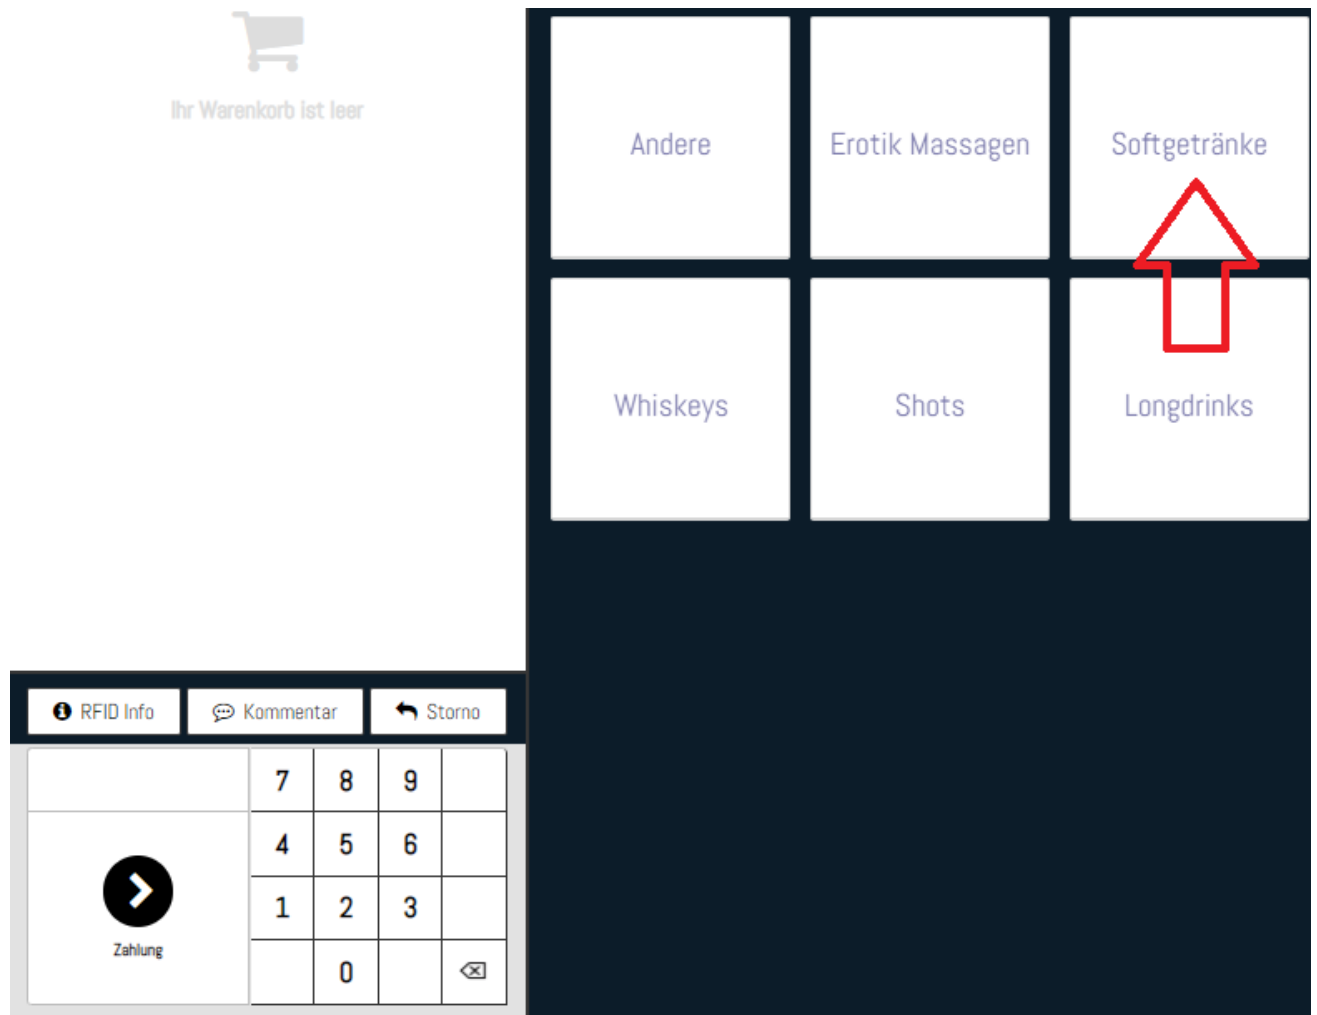 Ihr Warenkorb ist leer
Andere
Erotik Massagen
Softgetränke
Whiskeys
Shots
Longdrinks
RFID Info
Kommentar
Storno
7 8 9
4 5 6
1 2 3
0
Zahlung